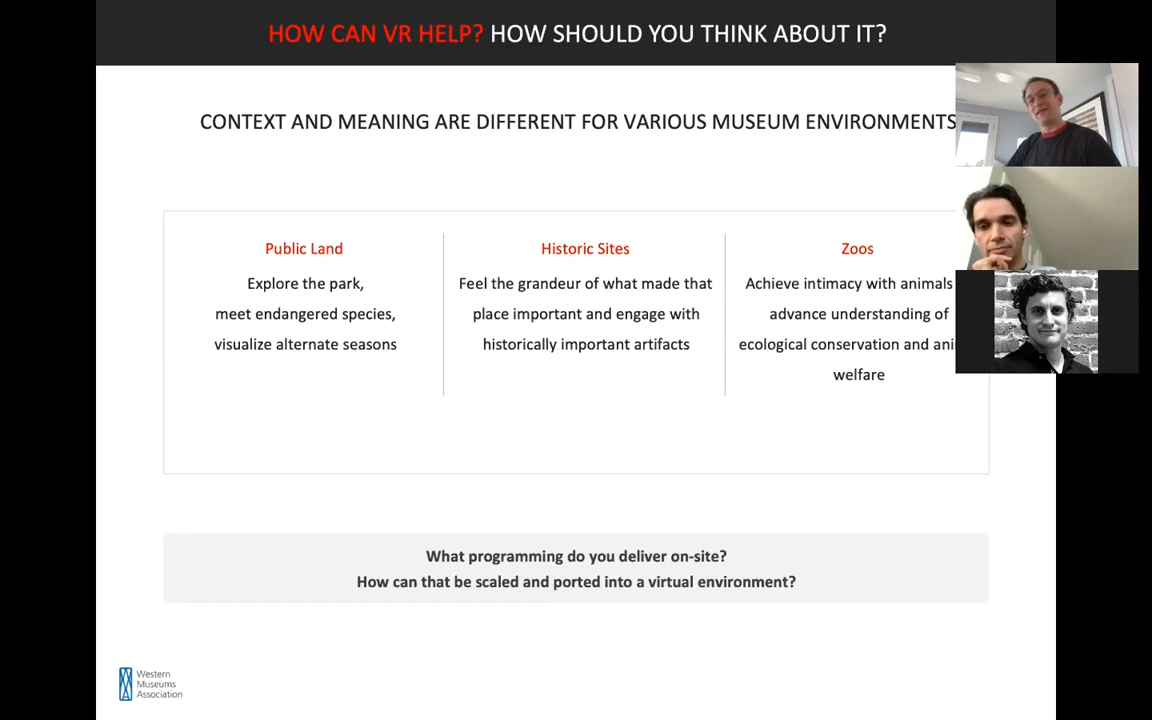 HOW CAN VR HELP? HOW SHOULD YOU THINK ABOUT IT?
CONTEXT AND MEANING ARE DIFFERENT FOR VARIOUS MUSEUM ENVIRONMENTS
Public Land
Explore the park,
meet endangered species,
visualize alternate seasons
Historic Sites
Feel the grandeur of what made that
place important and engage with
historically important artifacts
Zoos
Achieve intimacy with animals
advance understanding of
ecological conservation and
welfare
What programming do you deliver on-site?
How can that be scaled and ported into a virtual environment?
Western
Museums
Association